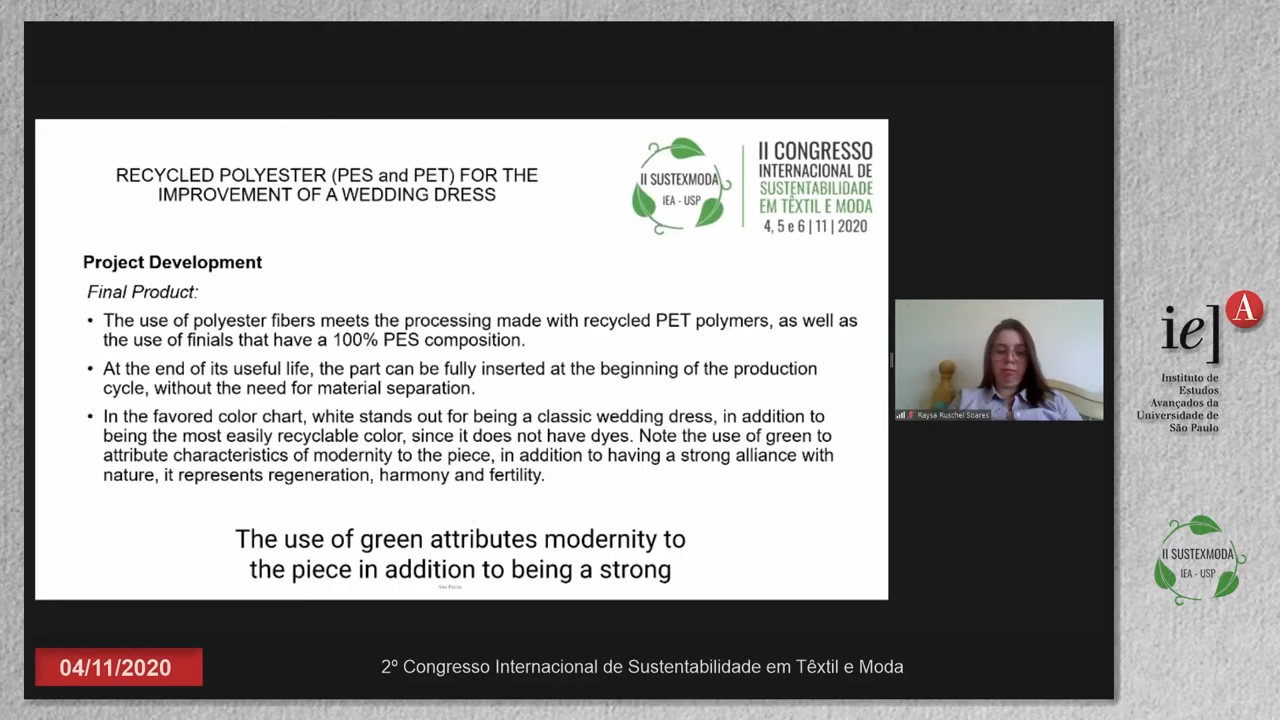 RECYCLED POLYESTER (PES and PET) FOR THE
IMPROVEMENT OF A WEDDING DRESS
II SUSTEXMODA
IEA - USP
II CONGRESSO
INTERNACIONAL DE
SUSTENTABILIDADE
EM TÊXTIL E MODA
4, 5 e 6 | 11 | 2020
Project Development
Final Product:
• The use of polyester fibers meets the processing made with recycled PET polymers, as well as
the use of finials that have a 100% PES composition.
• At the end of its useful life, the part can be fully inserted at the beginning of the production
cycle, without the need for material separation.
• In the favored color chart, white stands out for being a classic wedding dress, in addition to
being the most easily recyclable color, since it does not have dyes. Note the use of green to
attribute characteristics of modernity to the piece, in addition to having a strong alliance with
nature, it represents regeneration, harmony and fertility.
The use of green attributes modernity to
the piece in addition to being a strong
Raysa Ruschel Soares
iea
Instituto de
Estudos
Avançados da
Universidade de
São Paulo
II SUSTEXMODA
IEA - USP
04/11/2020
2º Congresso Internacional de Sustentabilidade em Têxtil e Moda